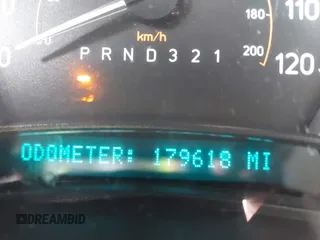 110
180
km/h
P R N D 3 2 1
200
120
ODOMETER: 179618 MI
DREAMBID